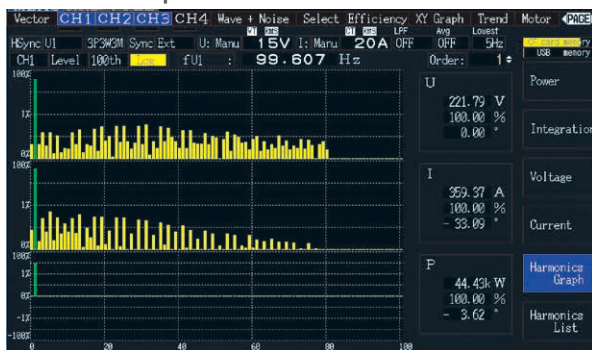 Vector CH1 CH2 CH3 CH4 Wave + Noise Select Efficiency XY Graph Trend Motor PAGE
HSync U1 3P3W3M Sync Ext U: Manu 15V I: Manu 20A LPF OFF Avg OFF Lowest 5Hz CF card memory
USB memory
CH1 Level 100th Low fU1 : 99.607 Hz Order: 1
100%
1%
0%
100%
1%
0%
100%
1%
0%
-1%
-100%
0 20 40 60 80 100
U
221.79 V
100.00 %
0.00 °
I
359.37 A
100.00 %
- 33.09 °
P
44.43k W
100.00 %
- 3.62 °
Power
Integration
Voltage
Current
Harmonics
Graph
Harmonics
List